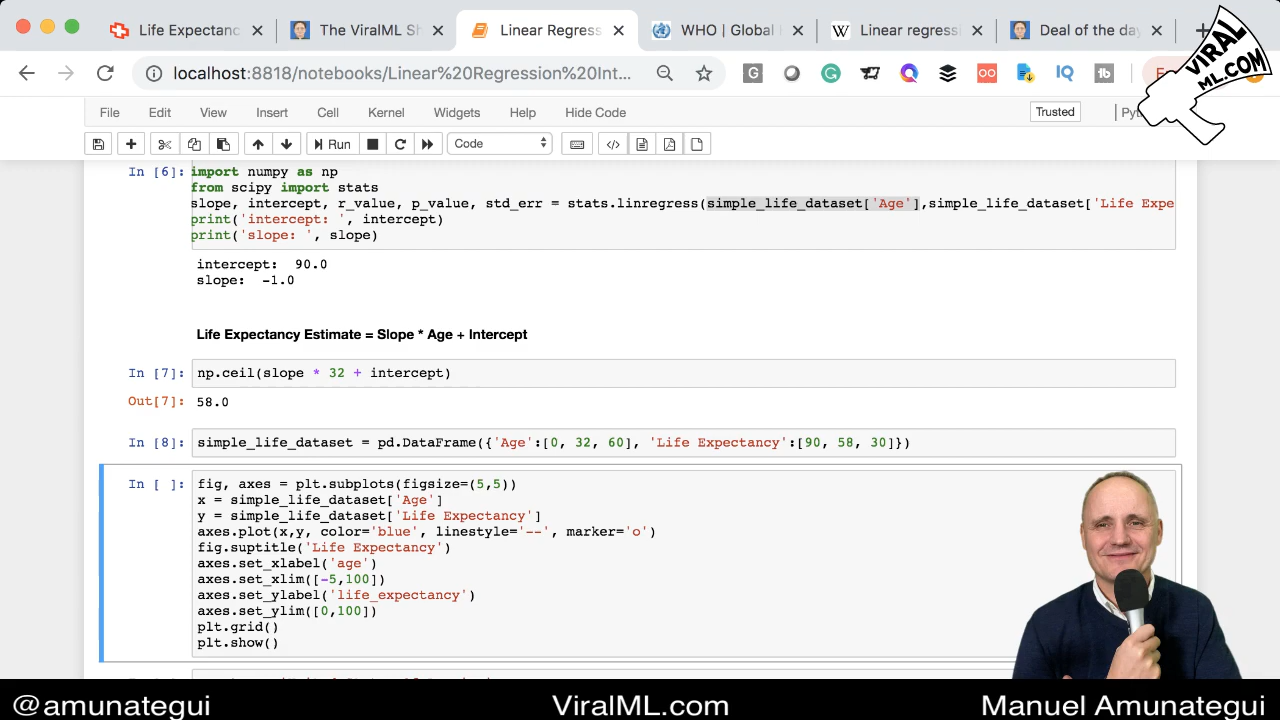 Life Expectanc
The ViralML Sh
Linear Regress
WHO | Global
Linear regressi
Deal of the day
localhost:8818/notebooks/Linear%20Regression%20Int...
VIRAL
ML.COM
File Edit View Insert Cell Kernel Widgets Help Hide Code
Trusted
Run
Code
In [6]: import numpy as np
from scipy import stats
slope, intercept, r_value, p_value, std_err = stats.linregress(simple_life_dataset['Age'],simple_life_dataset['Life Expe
print('intercept: ', intercept)
print('slope: ', slope)
intercept:  90.0
slope:  -1.0
Life Expectancy Estimate = Slope * Age + Intercept
In [7]: np.ceil(slope * 32 + intercept)
Out[7]: 58.0
In [8]: simple_life_dataset = pd.DataFrame({'Age':[0, 32, 60], 'Life Expectancy':[90, 58, 30]})
In [ ]: fig, axes = plt.subplots(figsize=(5,5))
x = simple_life_dataset['Age']
y = simple_life_dataset['Life Expectancy']
axes.plot(x,y, color='blue', linestyle='--', marker='o')
fig.suptitle('Life Expectancy')
axes.set_xlabel('age')
axes.set_xlim([-5,100])
axes.set_ylabel('life_expectancy')
axes.set_ylim([0,100])
plt.grid()
plt.show()
@amunategui
ViralML.com
Manuel Amunategui